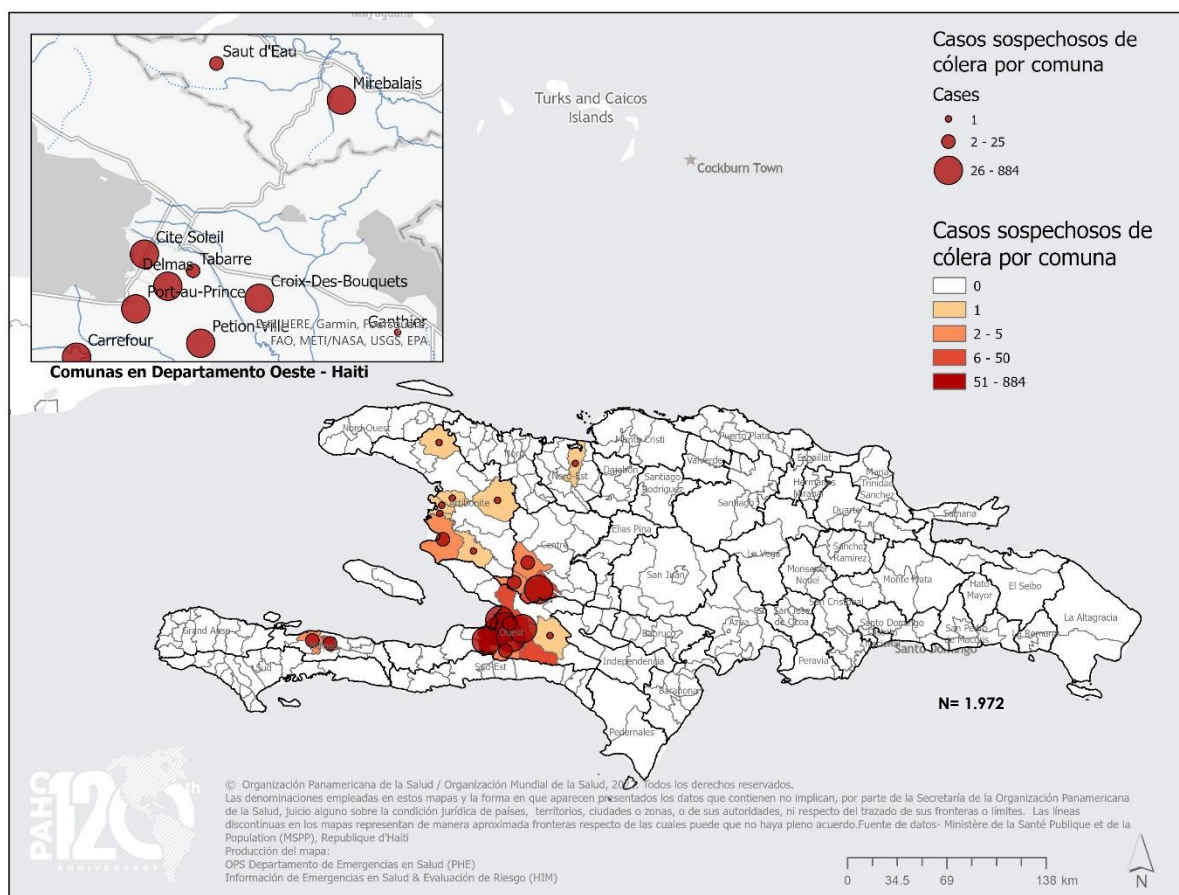 Mayaguana
Saut d'Eau
Mirebalais
Cite Soleil
Delmas
Tabarre
Port-au-Prince
Croix-Des-Bouquets
Carrefour
Petion-Ville
Ganthier
FAO, METI/NASA, USGS, EPA
Comunas en Departamento Oeste - Haiti
Turks and Caicos
Islands
Cockburn Town
Casos sospechosos de
cólera por comuna
Cases
1
2 - 25
26 - 884
Casos sospechosos de
cólera por comuna
0
1
2 - 5
6 - 50
51 - 884
Nord-Ouest
Nord
Nord-Est
Artibonite
Centre
Ouest
Grand Anse
Sud
Sud-Est
Monte Cristi
Puerto Plata
Dajabon
Valverde
Espaillat
Santiago
Rodriguez
Hermanas
Mirabal
Maria
Trinidad
Sanchez
Santiago
Duarte
Samana
Elias Pina
La Vega
Sanchez
Ramirez
San Juan
Monsenor
Nouel
Monte Plata
Hato
Mayor
El Seibo
La Altagracia
San Cristobal
Azua
San Jose
de Ocoa
Santo Domingo
San Pedro
de Macoris
La Romana
Santo Domingo
Baoruco
Peravia
Independencia
Barahona
Pedernales
N= 1.972
PAHO
120th
ANNIVERSARY
© Organización Panamericana de la Salud / Organización Mundial de la Salud, Todos los derechos reservados.
Las denominaciones empleadas en estos mapas y la forma en que aparecen presentados los datos que contienen no implican, por parte de la Secretaría de la Organización Panamericana
de la Salud, juicio alguno sobre la condición jurídica de países, territorios, ciudades o zonas, o de sus autoridades, ni respecto del trazado de sus fronteras o límites. Las líneas
discontinuas en los mapas representan de manera aproximada fronteras respecto de las cuales puede que no haya pleno acuerdo.Fuente de datos- Ministère de la Santé Publique et de la
Population (MSPP), Republique d'Haiti
Producción del mapa:
OPS Departamento de Emergencias en Salud (PHE)
Información de Emergencias en Salud & Evaluación de Riesgo (HIM)
0 34.5 69 138 km
N